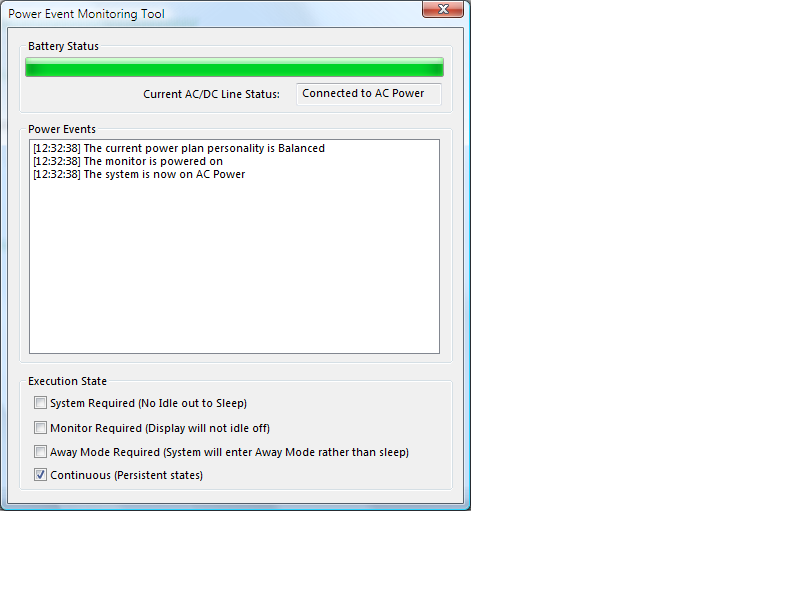 Power Event Monitoring Tool
Battery Status
Current AC/DC Line Status: Connected to AC Power
Power Events
[12:32:38] The current power plan personality is Balanced
[12:32:38] The monitor is powered on
[12:32:38] The system is now on AC Power
Execution State
System Required (No Idle out to Sleep)
Monitor Required (Display will not idle off)
Away Mode Required (System will enter Away Mode rather than sleep)
Continuous (Persistent states)